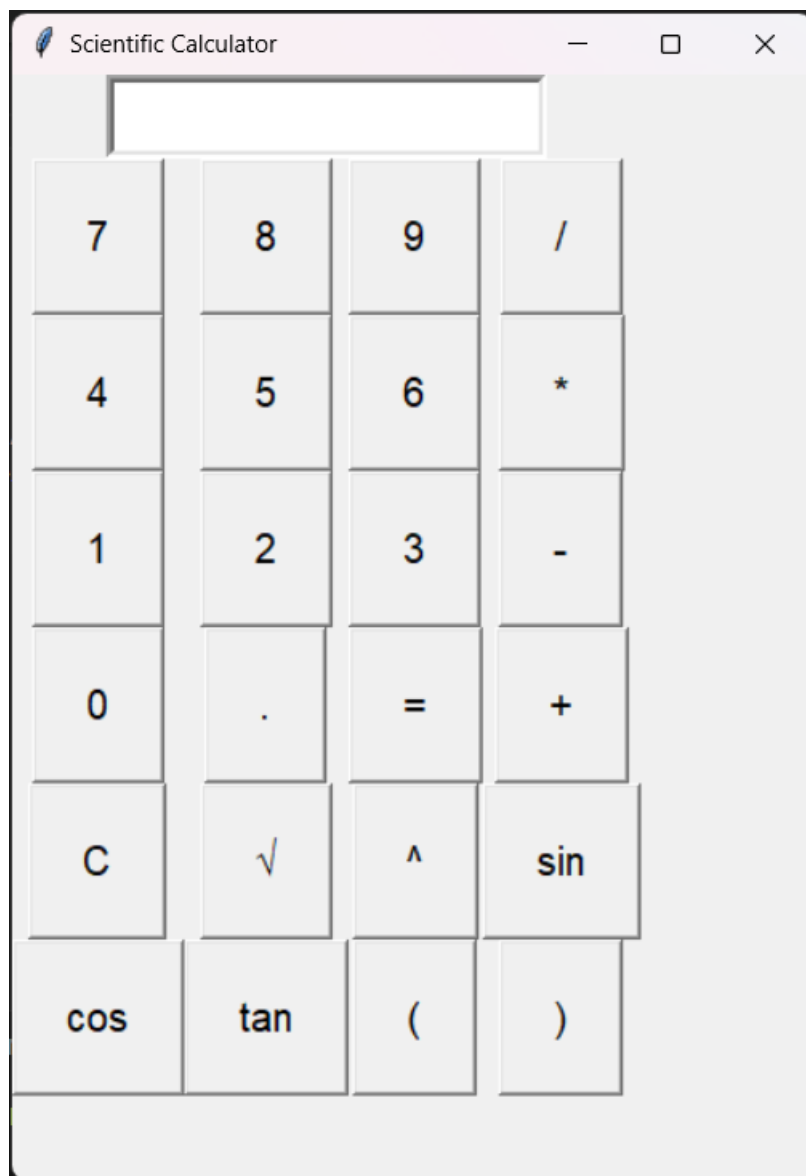 Scientific Calculator
7 8 9 /
4 5 6 *
1 2 3 -
0 . = +
C √ ^ sin
cos tan ( )